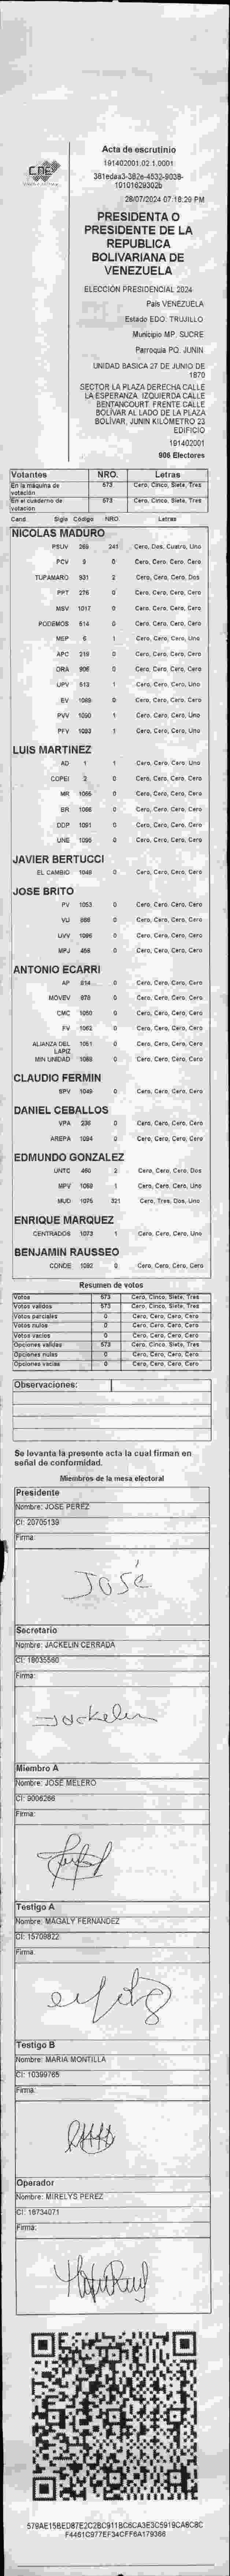 CNE
Acta de escrutinio
191402001.02.1.0001
28/07/2024 07:18:29 PM
PRESIDENTA O
PRESIDENTE DE LA
REPUBLICA
BOLIVARIANA DE
VENEZUELA
ELECCIÓN PRESIDENCIAL 2024
País VENEZUELA
Estado EDO. TRUJILLO
Municipio MP. SUCRE
Parroquia PQ. JUNIN
UNIDAD BASICA 27 DE JUNIO DE
1870
SECTOR LA PLAZA DERECHA CALLE
LA ESPERANZA. IZQUIERDA CALLE
BENTANCOURT. FRENTE CALLE
BOLÍVAR AL LADO DE LA PLAZA
BOLÍVAR, JUNIN KILÓMETRO 23
EDIFICIO
191402001
906 Electores
Votantes NRO. Letras
En la máquina de votación 573 Cero, Cinco, Siete, Tres
En el cuaderno de votación 573 Cero, Cinco, Siete, Tres
Cand. Siglo Código NRO. Letras
NICOLAS MADURO
PSUV 269 241 Cero, Dos, Cuatro, Uno
PCV 9 0 Cero, Cero, Cero, Cero
TUPAMARO 931 2 Cero, Cero, Cero, Dos
PPT 276 0 Cero, Cero, Cero, Cero
MSV 1017 0 Cero, Cero, Cero, Cero
PODEMOS 514 0 Cero, Cero, Cero, Cero
MEP 6 1 Cero, Cero, Cero, Uno
APC 219 0 Cero, Cero, Cero, Cero
ORA 906 0 Cero, Cero, Cero, Cero
UPV 513 1 Cero, Cero, Cero, Uno
EV 1089 0 Cero, Cero, Cero, Cero
PVV 1090 1 Cero, Cero, Cero, Uno
PFV 1093 1 Cero, Cero, Cero, Uno
LUIS MARTINEZ
AD 1 1 Cero, Cero, Cero, Uno
COPEI 2 0 Cero, Cero, Cero, Cero
MR 1065 0 Cero, Cero, Cero, Cero
BR 1066 0 Cero, Cero, Cero, Cero
DDP 1091 0 Cero, Cero, Cero, Cero
UNE 1095 0 Cero, Cero, Cero, Cero
JAVIER BERTUCCI
EL CAMBIO 1048 0 Cero, Cero, Cero, Cero
JOSE BRITO
PV 1053 0 Cero, Cero, Cero, Cero
VU 866 0 Cero, Cero, Cero, Cero
UVV 1096 0 Cero, Cero, Cero, Cero
MPJ 456 0 Cero, Cero, Cero, Cero
ANTONIO ECARRI
AP 814 0 Cero, Cero, Cero, Cero
MOVEV 878 0 Cero, Cero, Cero, Cero
CMC 1050 0 Cero, Cero, Cero, Cero
FV 1062 0 Cero, Cero, Cero, Cero
ALIANZA DEL LAPIZ 1051 0 Cero, Cero, Cero, Cero
MIN UNIDAD 1088 0 Cero, Cero, Cero, Cero
CLAUDIO FERMIN
SPV 1049 0 Cero, Cero, Cero, Cero
DANIEL CEBALLOS
VPA 236 0 Cero, Cero, Cero, Cero
AREPA 1094 0 Cero, Cero, Cero, Cero
EDMUNDO GONZALEZ
UNTC 460 2 Cero, Cero, Cero, Dos
MPV 1068 1 Cero, Cero, Cero, Uno
MUD 1075 321 Cero, Tres, Dos, Uno
ENRIQUE MARQUEZ
CENTRADOS 1073 1 Cero, Cero, Cero, Uno
BENJAMIN RAUSSEO
CONDE 1092 0 Cero, Cero, Cero, Cero
Resumen de votos
Votos 573 Cero, Cinco, Siete, Tres
Votos validos 573 Cero, Cinco, Siete, Tres
Votos parciales 0 Cero, Cero, Cero, Cero
Votos nulos 0 Cero, Cero, Cero, Cero
Votos vacios 0 Cero, Cero, Cero, Cero
Opciones validas 573 Cero, Cinco, Siete, Tres
Opciones nulas 0 Cero, Cero, Cero, Cero
Opciones vacias 0 Cero, Cero, Cero, Cero
Observaciones:
Se levanta la presente acta la cual firman en
señal de conformidad.
Miembros de la mesa electoral
Presidente
Nombre: JOSE PEREZ
CI: 20705139
Firma:
José
Secretario
Nombre: JACKELIN CERRADA
CI: 18035560
Firma:
Jackelin
Miembro A
Nombre: JOSÉ MELERO
CI: 9006266
Firma:
Testigo A
Nombre: MAGALY FERNANDEZ
CI: 15709822
Firma:
Testigo B
Nombre: MARIA MONTILLA
CI: 10399765
Firma:
Operador
Nombre: MIRELYS PEREZ
CI: 16734071
Firma: